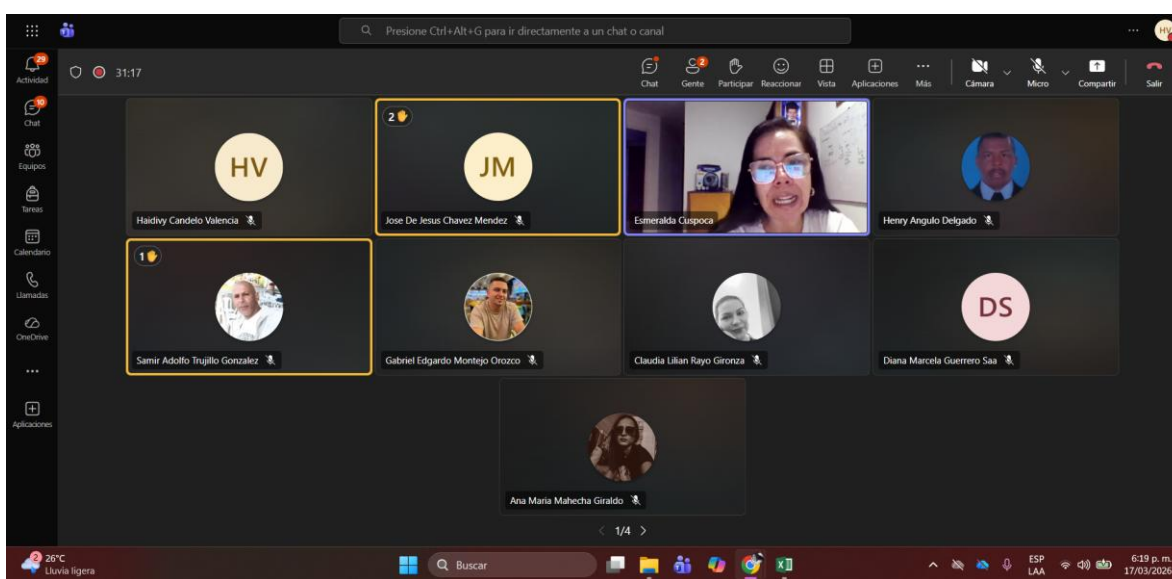 Presione Ctrl+Alt+G para ir directamente a un chat o canal
HV
29
Actividad
31:17
Chat
2
Gente
Participar
Reaccionar
Vista
Aplicaciones
Más
Cámara
Micro
Compartir
Salir
10
Chat
Equipos
Tareas
Calendario
Llamadas
OneDrive
Aplicaciones
HV
Haidivy Candelo Valencia
2
JM
Jose De Jesus Chavez Mendez
Esmeralda Cuspoca
Henry Angulo Delgado
1
Samir Adolfo Trujillo Gonzalez
Gabriel Edgardo Montejo Orozco
Claudia Lilian Rayo Gironza
DS
Diana Marcela Guerrero Saa
Ana Maria Mahecha Giraldo
1/4
2
26°C
Lluvia ligera
Buscar
ESP
LAA
6:19 p. m.
17/03/2026